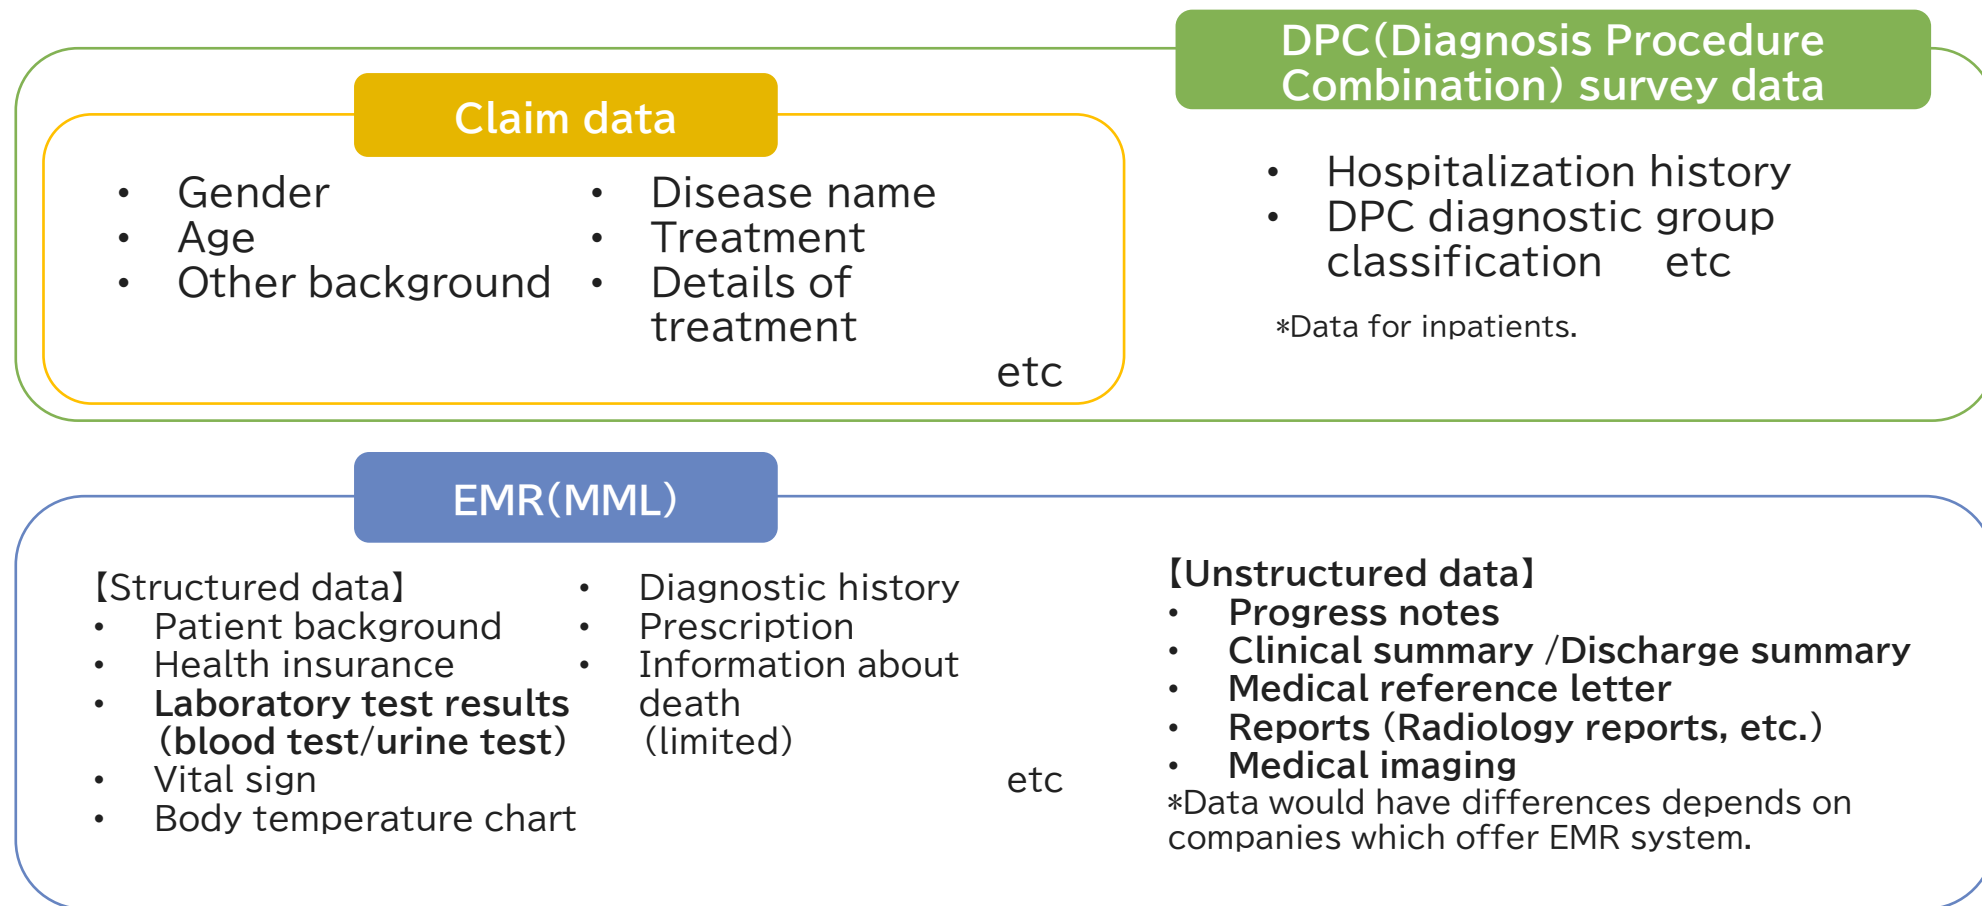 DPC(Diagnosis Procedure
Combination) survey data
Claim data
• Gender
• Age
• Other background
• Disease name
• Treatment
• Details of
treatment
etc
• Hospitalization history
• DPC diagnostic group
classification etc
*Data for inpatients.
EMR(MML)
【Structured data】
• Patient background
• Health insurance
• Laboratory test results
(blood test/urine test)
• Vital sign
• Body temperature chart
• Diagnostic history
• Prescription
• Information about
death
(limited)
etc
【Unstructured data】
• Progress notes
• Clinical summary /Discharge summary
• Medical reference letter
• Reports (Radiology reports, etc.)
• Medical imaging
*Data would have differences depends on
companies which offer EMR system.